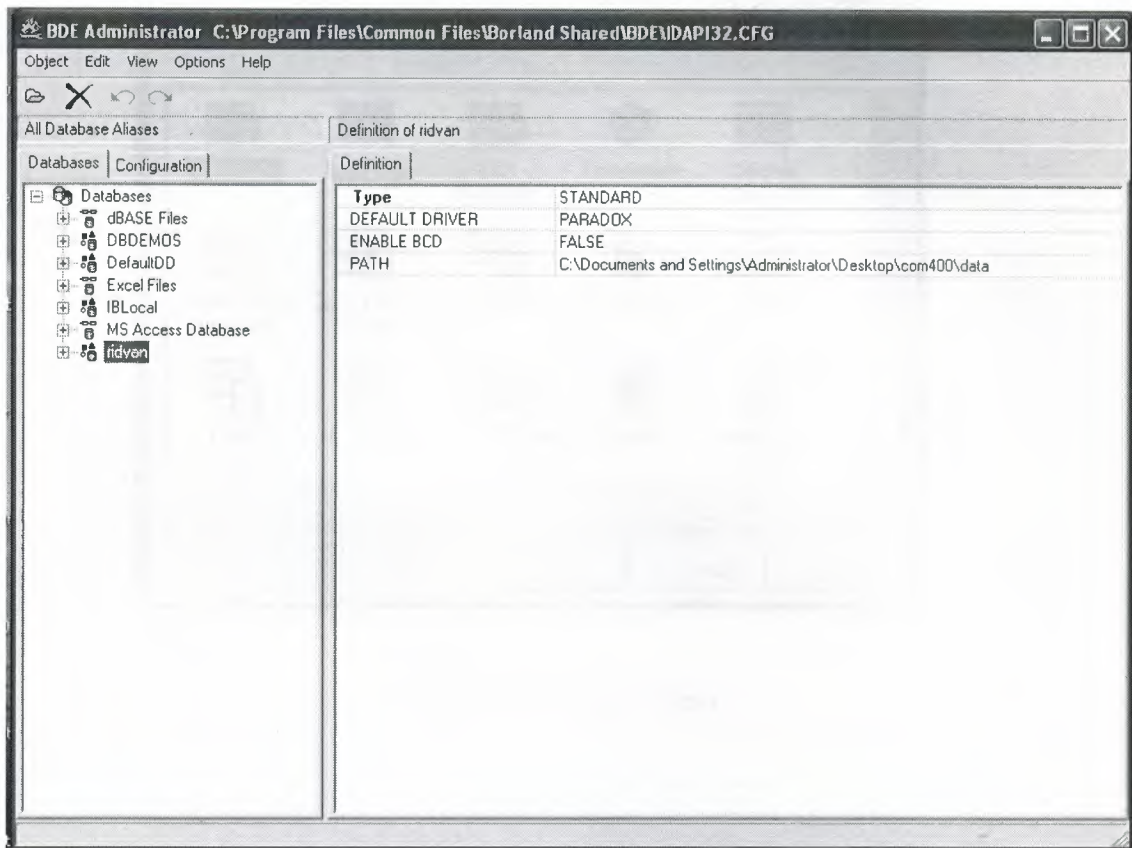 BDE Administrator C:\Program Files\Common Files\Borland Shared\BDE\IDAPI32.CFG
Object Edit View Options Help
All Database Aliases
Definition of ridvan
Databases Configuration
Definition
Databases
dBASE Files
DBDEMOS
DefaultDD
Excel Files
IBLocal
MS Access Database
ridvan
Type STANDARD
DEFAULT DRIVER PARADOX
ENABLE BCD FALSE
PATH C:\Documents and Settings\Administrator\Desktop\com400\data